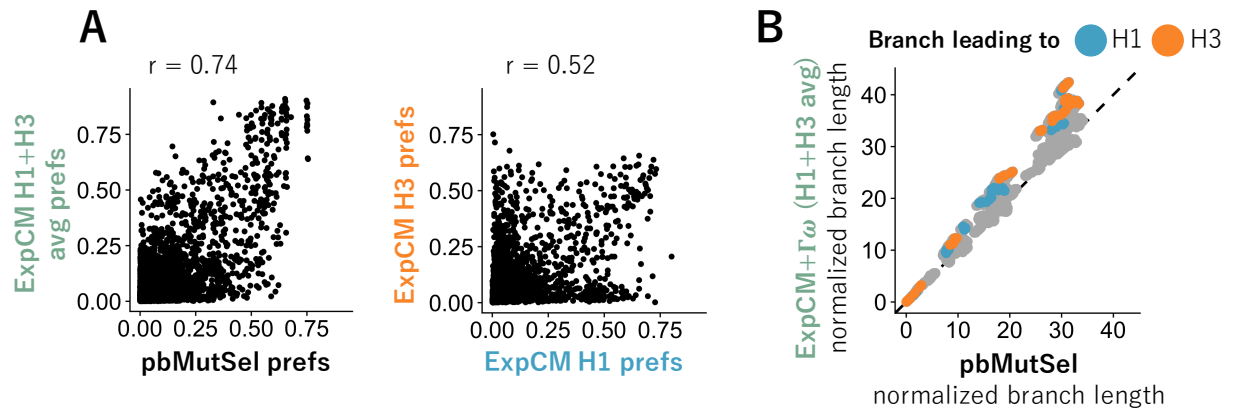 A
r = 0.74
ExpCM H1+H3
avg prefs
0.75
0.50
0.25
0.00
0.00 0.25 0.50 0.75
pbMutSel prefs
r = 0.52
ExpCM H3 prefs
0.75
0.50
0.25
0.00
0.00 0.25 0.50 0.75
ExpCM H1 prefs
B
Branch leading to H1 H3
ExpCM+Γω (H1+H3 avg)
normalized branch length
40
30
20
10
0
0 10 20 30 40
pbMutSel
normalized branch length